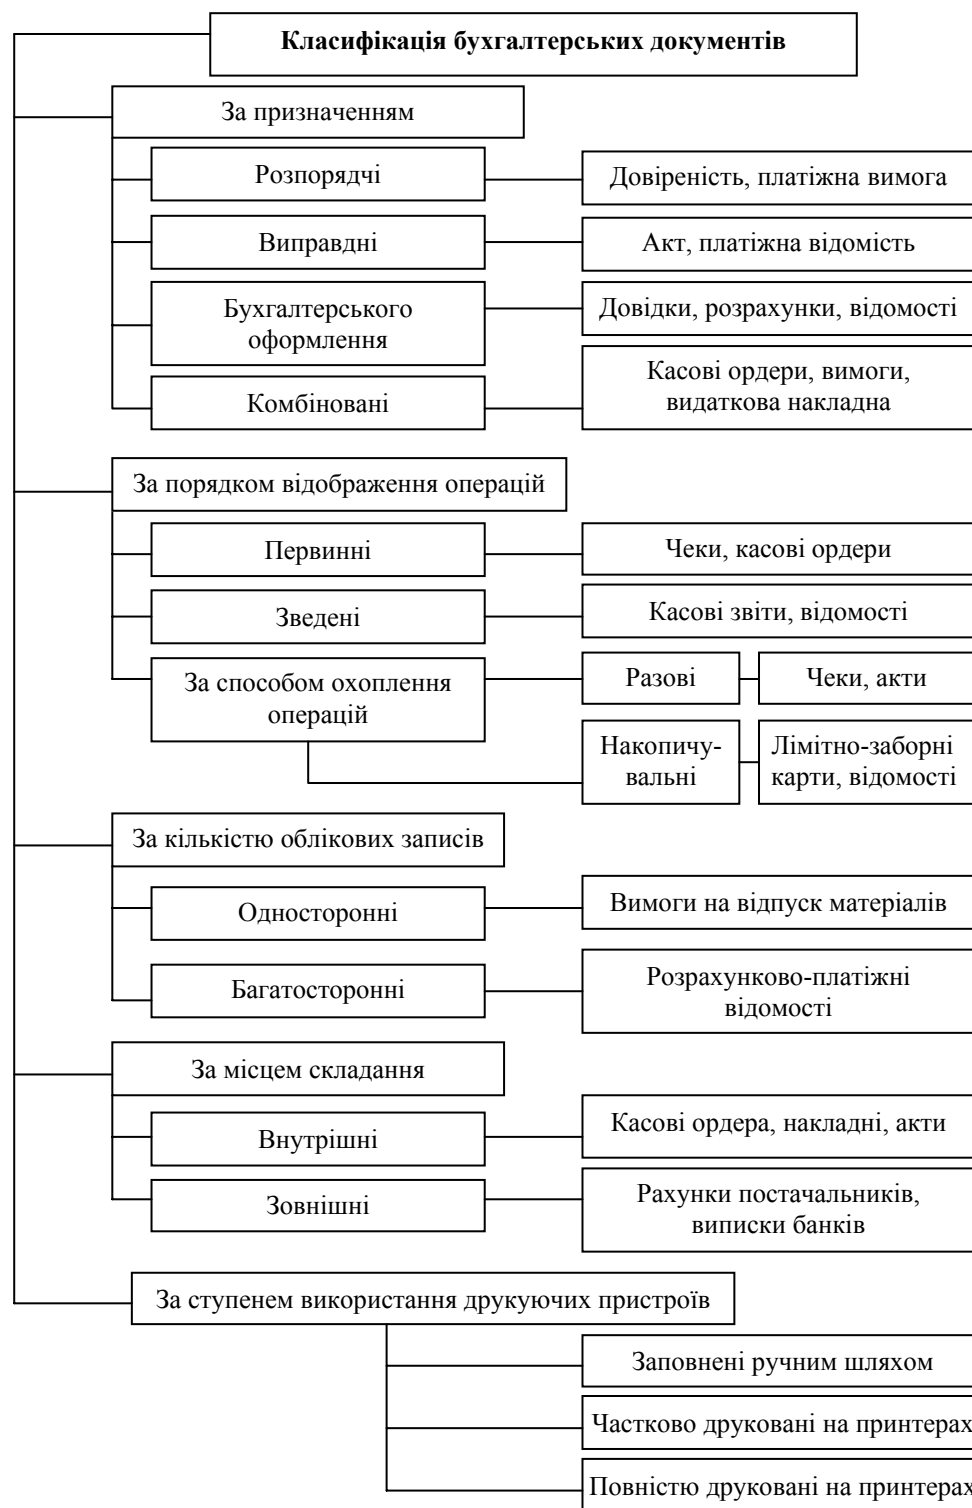 Класифікація бухгалтерських документів
За призначенням
Розпорядчі
Довіреність, платіжна вимога
Виправдні
Акт, платіжна відомість
Бухгалтерського
оформлення
Довідки, розрахунки, відомості
Комбіновані
Касові ордери, вимоги,
видаткова накладна
За порядком відображення операцій
Первинні
Чеки, касові ордери
Зведені
Касові звіти, відомості
За способом охоплення
операцій
Разові
Чеки, акти
Накопичу-
вальні
Лімітно-заборні
карти, відомості
За кількістю облікових записів
Односторонні
Вимоги на відпуск матеріалів
Багатосторонні
Розрахунково-платіжні
відомості
За місцем складання
Внутрішні
Касові ордера, накладні, акти
Зовнішні
Рахунки постачальників,
виписки банків
За ступенем використання друкуючих пристроїв
Заповнені ручним шляхом
Частково друковані на принтерах
Повністю друковані на принтерах